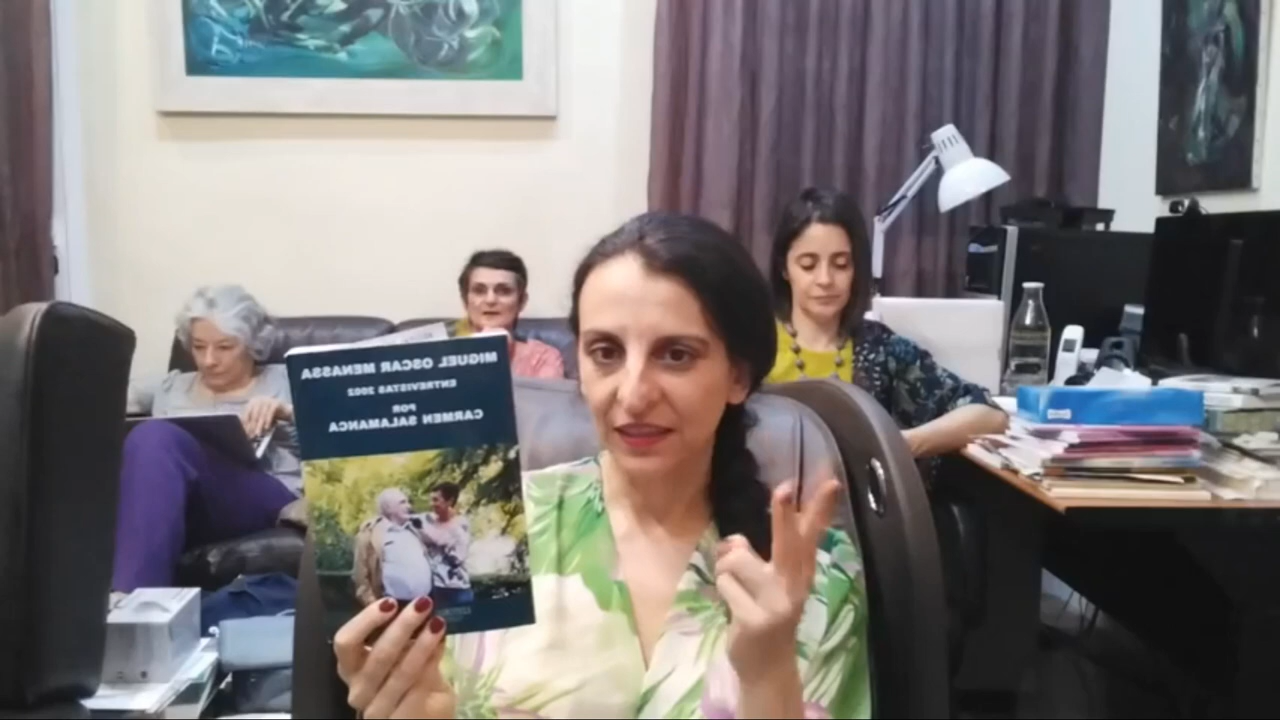 MIGUEL OSCAR MENASSA
ENTREVISTAS 2002
POR
CARMEN SALAMANCA